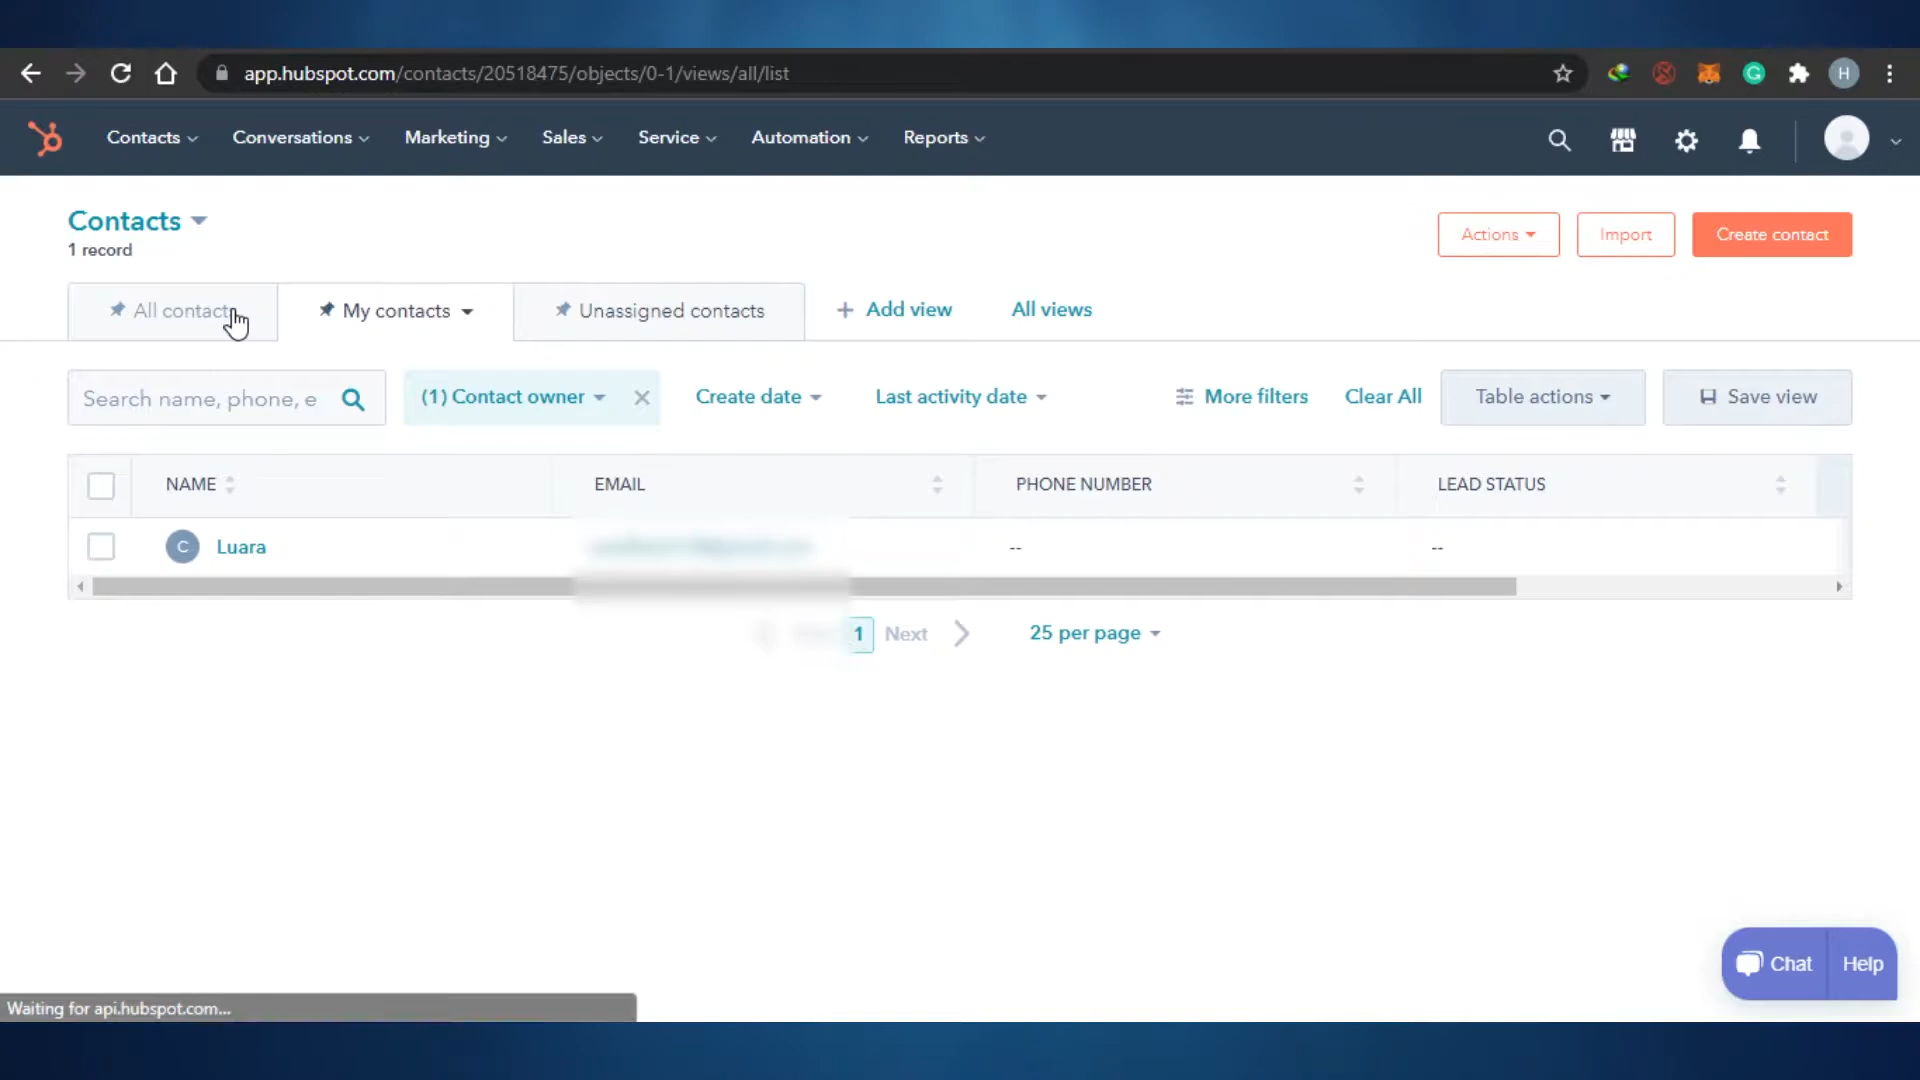 app.hubspot.com/contacts/20518475/objects/0-1/views/all/list
H
Contacts
Conversations
Marketing
Sales
Service
Automation
Reports
Contacts
1 record
Actions
Import
Create contact
All contacts
My contacts
Unassigned contacts
+ Add view
All views
Search name, phone, e
(1) Contact owner
Create date
Last activity date
More filters
Clear All
Table actions
Save view
NAME
EMAIL
PHONE NUMBER
LEAD STATUS
C
Luara
--
--
1
Next
25 per page
Chat
Help
Waiting for api.hubspot.com...